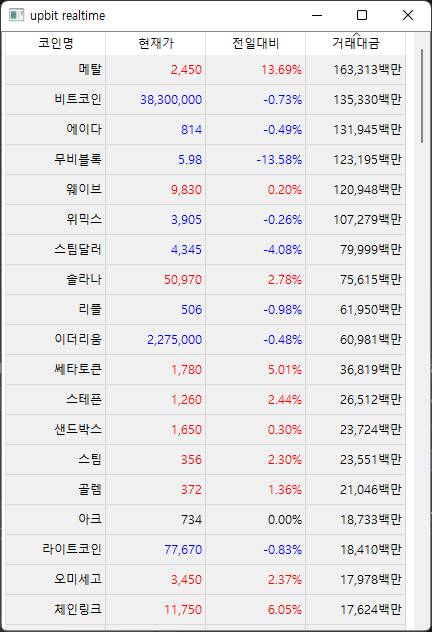 upbit realtime
코인명 현재가 전일대비 거래대금
메탈 2,450 13.69% 163,313백만
비트코인 38,300,000 -0.73% 135,330백만
에이다 814 -0.49% 131,945백만
무비블록 5.98 -13.58% 123,195백만
웨이브 9,830 0.20% 120,948백만
위믹스 3,905 -0.26% 107,279백만
스팀달러 4,345 -4.08% 79,999백만
솔라나 50,970 2.78% 75,615백만
리플 506 -0.98% 61,950백만
이더리움 2,275,000 -0.48% 60,981백만
쎄타토큰 1,780 5.01% 36,819백만
스테픈 1,260 2.44% 26,512백만
샌드박스 1,650 0.30% 23,724백만
스팀 356 2.30% 23,551백만
골렘 372 1.36% 21,046백만
아크 734 0.00% 18,733백만
라이트코인 77,670 -0.83% 18,410백만
오미세고 3,450 2.37% 17,978백만
체인링크 11,750 6.05% 17,624백만